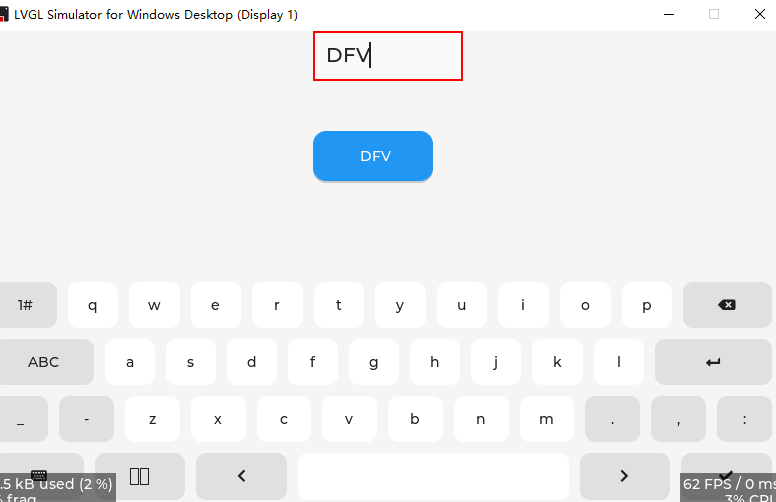 LVGL Simulator for Windows Desktop (Display 1)
DFV
DFV
1# q w e r t y u i o p
ABC a s d f g h j k l
_ - z x c v b n m . , :
.5 kB used (2 %) 62 FPS / 0 ms
% frag 3% CPU